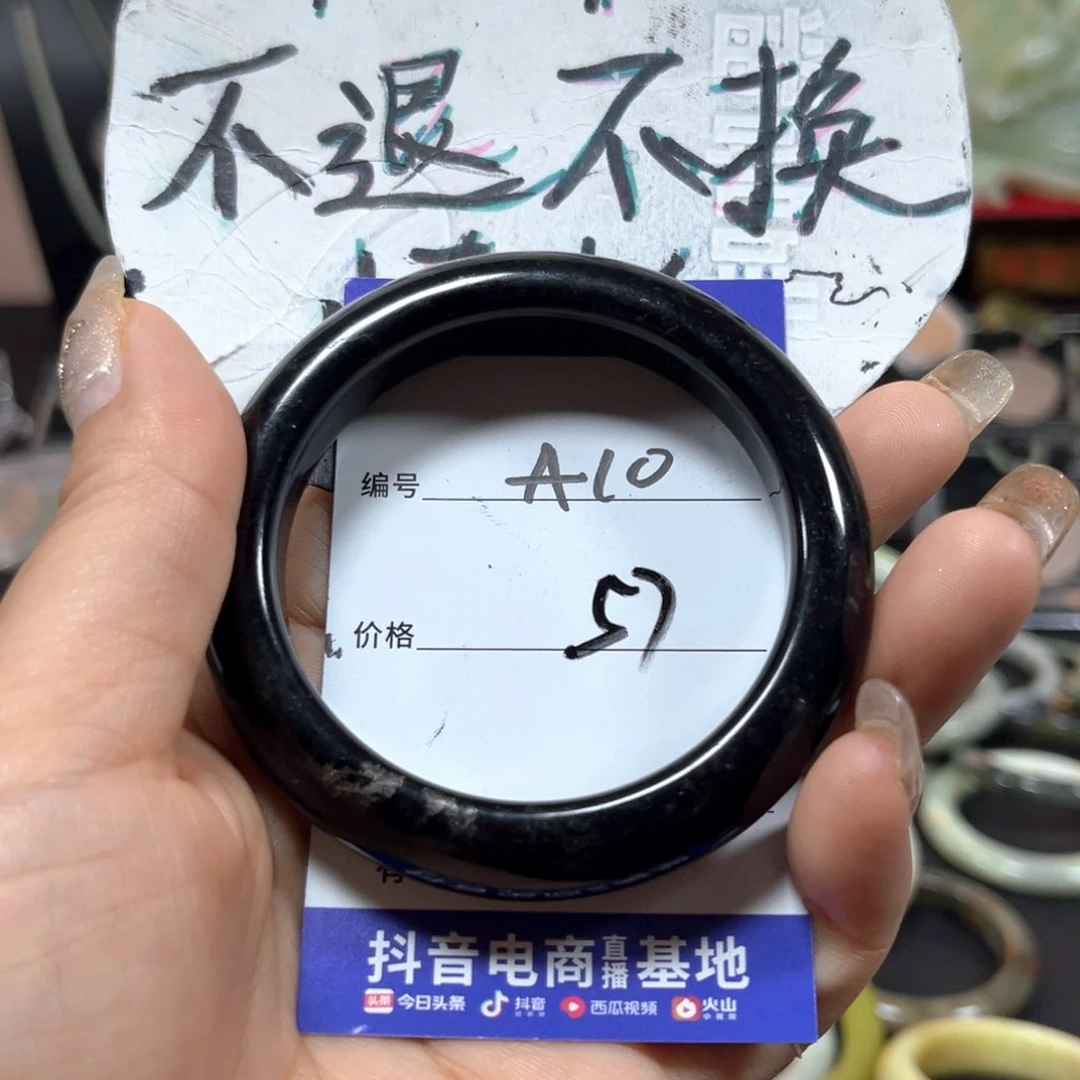 不退不换
编号 A10
价格 57
抖音电商直播基地
头条 今日头条 抖音 西瓜视频 火山